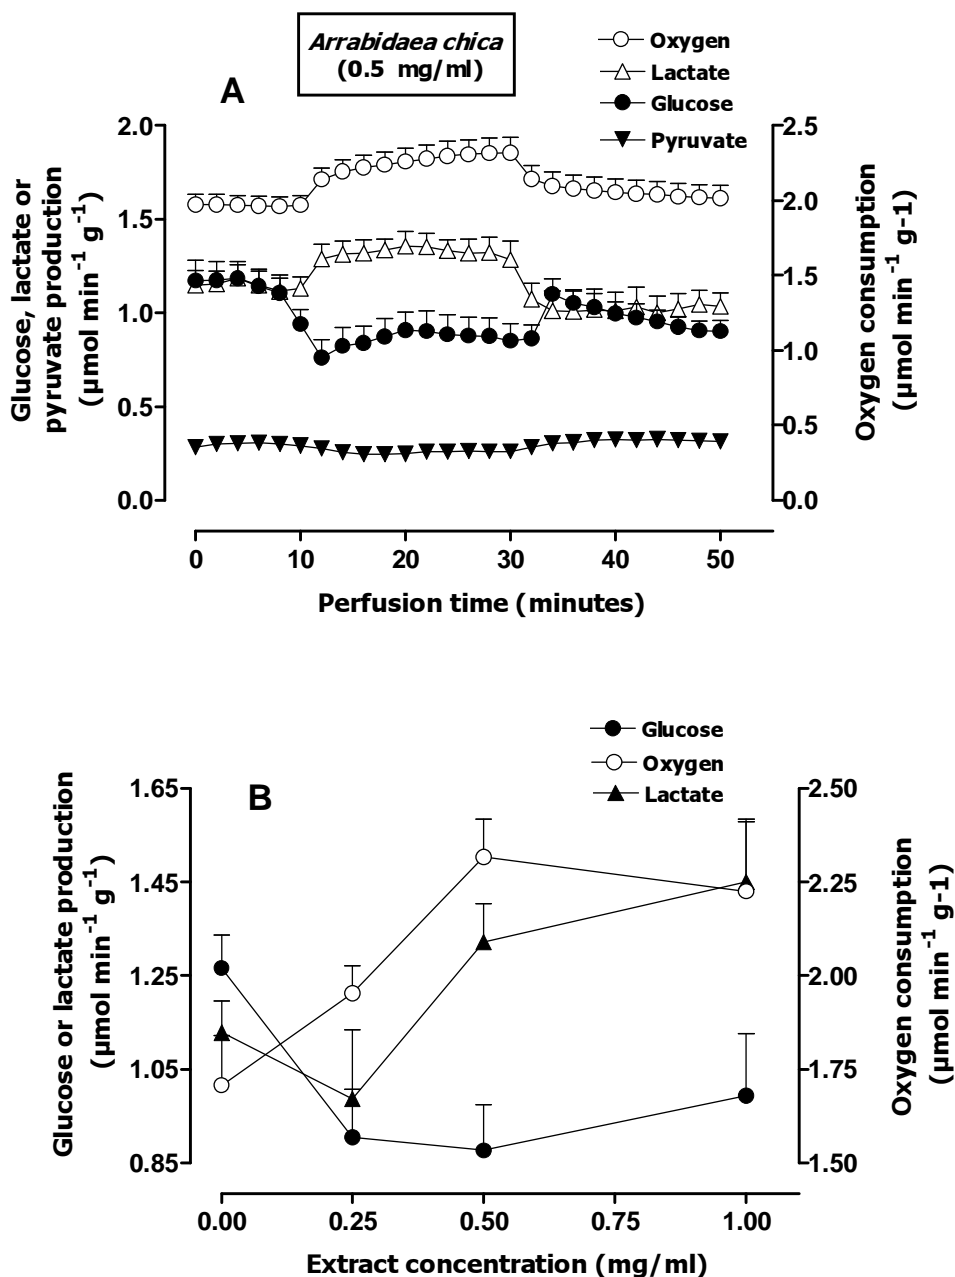 Arrabidaea chica
(0.5 mg/ml)
A
Oxygen
Lactate
Glucose
Pyruvate
Glucose, lactate or
pyruvate production
(µmol min⁻¹ g⁻¹)
2.0
1.5
1.0
0.5
0.0
2.5
2.0
1.5
1.0
0.5
0.0
Oxygen consumption
(µmol min⁻¹ g-1)
0 10 20 30 40 50
Perfusion time (minutes)
B
Glucose
Oxygen
Lactate
Glucose or lactate production
(µmol min⁻¹ g⁻¹)
1.65
1.45
1.25
1.05
0.85
2.50
2.25
2.00
1.75
1.50
Oxygen consumption
(µmol min⁻¹ g-1)
0.00 0.25 0.50 0.75 1.00
Extract concentration (mg/ml)